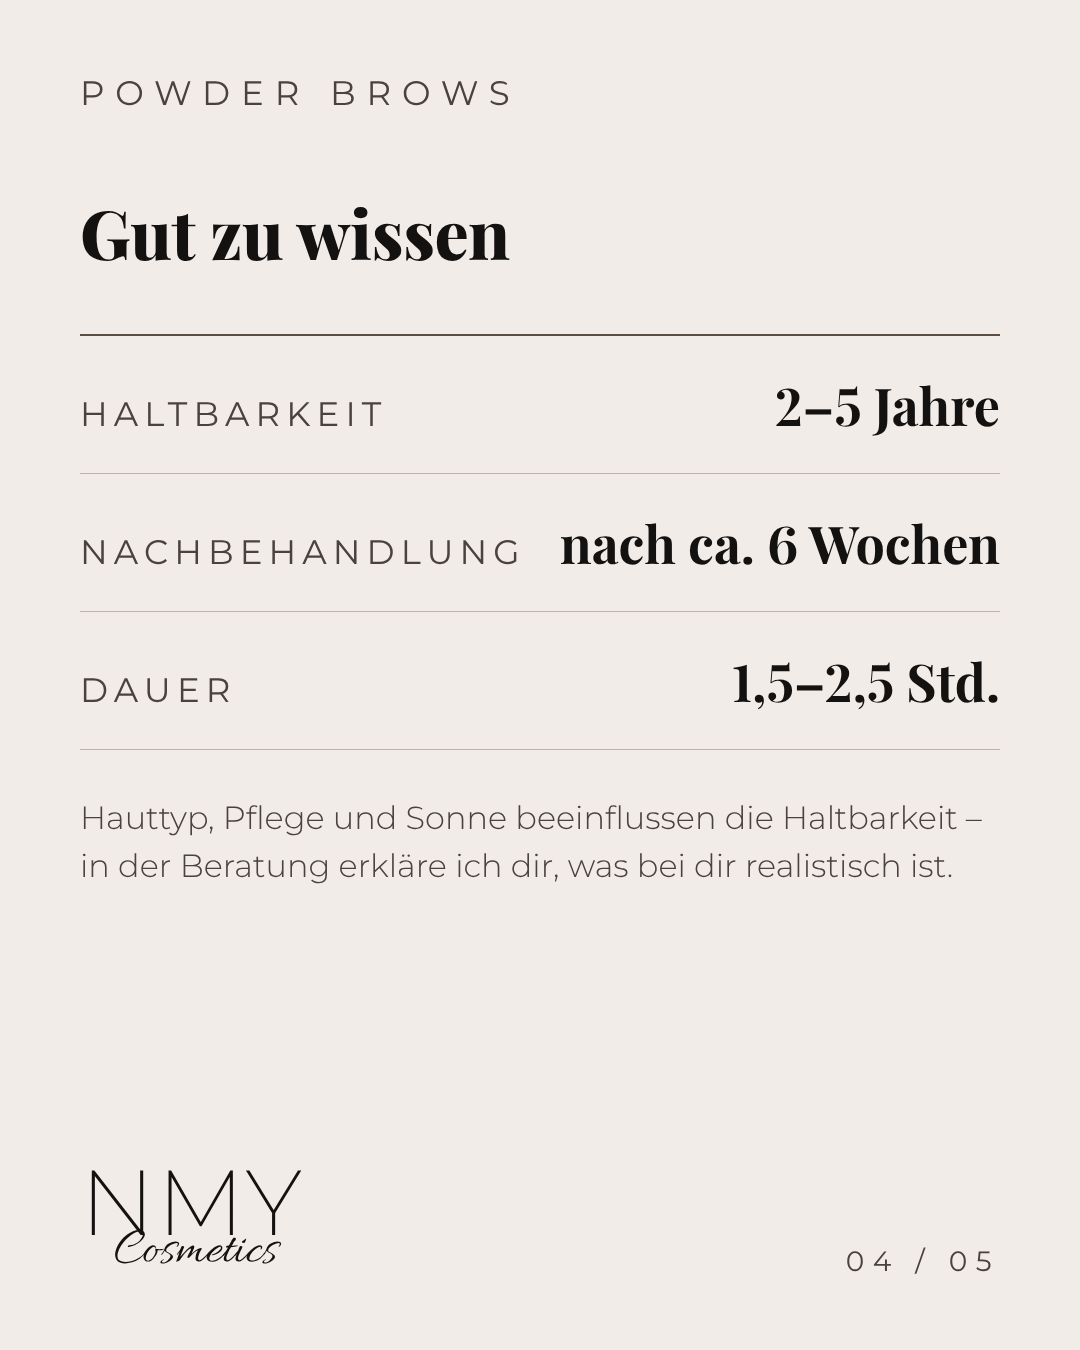 POWDER BROWS
Gut zu wissen
HALTBARKEIT 2–5 Jahre
NACHBEHANDLUNG nach ca. 6 Wochen
DAUER 1,5–2,5 Std.
Hauttyp, Pflege und Sonne beeinflussen die Haltbarkeit –
in der Beratung erkläre ich dir, was bei dir realistisch ist.
NMY
Cosmetics
04 / 05